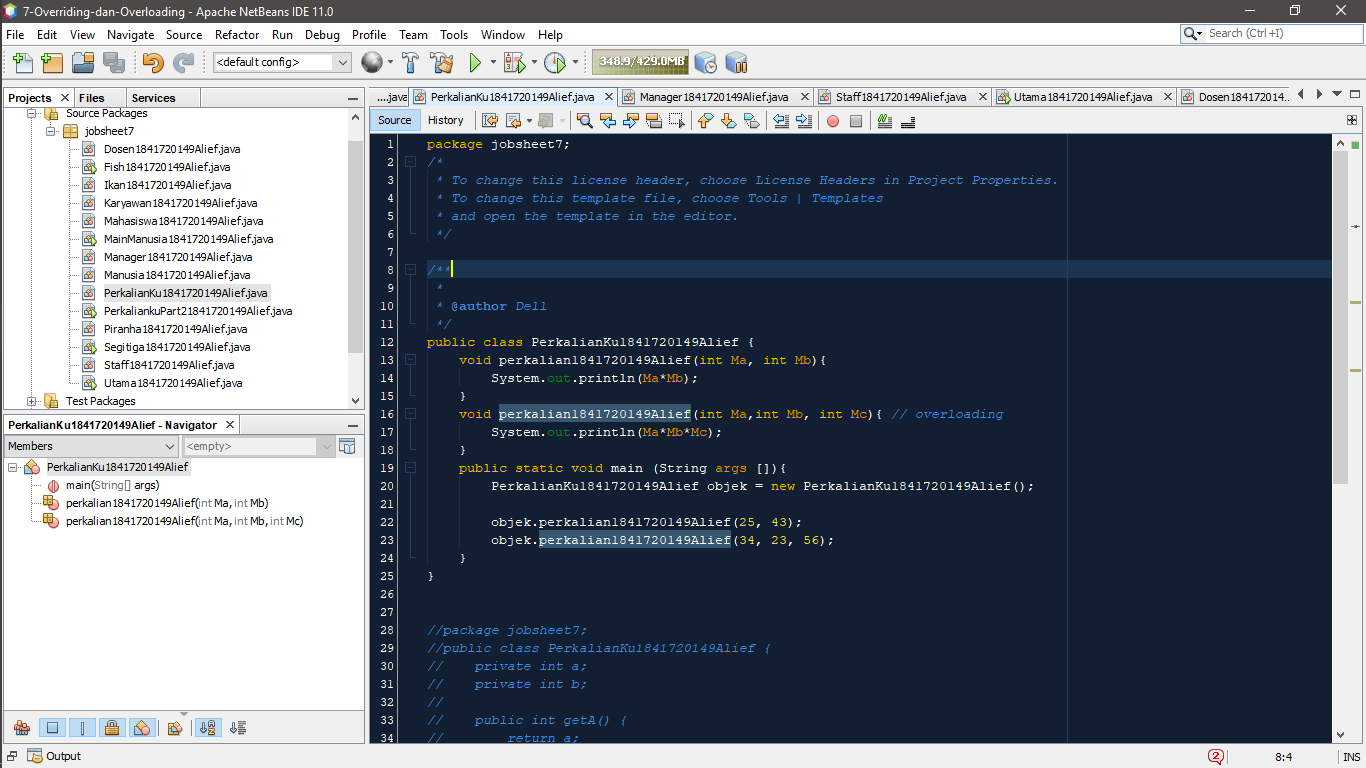 7-Overriding-dan-Overloading - Apache NetBeans IDE 11.0
File Edit View Navigate Source Refactor Run Debug Profile Team Tools Window Help
Search (Ctrl+I)
<default config>
348.9/429.0MB
Projects Files Services
Source Packages
jobsheet7
Dosen1841720149Alief.java
Fish1841720149Alief.java
Ikan1841720149Alief.java
Karyawan1841720149Alief.java
Mahasiswa1841720149Alief.java
MainManusia1841720149Alief.java
Manager1841720149Alief.java
Manusia1841720149Alief.java
PerkalianKu1841720149Alief.java
PerkaliankuPart21841720149Alief.java
Piranha1841720149Alief.java
Segitiga1841720149Alief.java
Staff1841720149Alief.java
Utama1841720149Alief.java
Test Packages
PerkalianKu1841720149Alief - Navigator
Members
<empty>
PerkalianKu1841720149Alief
main(String[] args)
perkalian1841720149Alief(int Ma, int Mb)
perkalian1841720149Alief(int Ma, int Mb, int Mc)
....java PerkalianKu1841720149Alief.java Manager1841720149Alief.java Staff1841720149Alief.java Utama1841720149Alief.java Dosen184172014..
Source History
1 package jobsheet7;
2 /*
3 * To change this license header, choose License Headers in Project Properties.
4 * To change this template file, choose Tools | Templates
5 * and open the template in the editor.
6 */
7
8 /**
9 *
10 * @author Dell
11 */
12 public class PerkalianKu1841720149Alief {
13 void perkalian1841720149Alief(int Ma, int Mb){
14 System.out.println(Ma*Mb);
15 }
16 void perkalian1841720149Alief(int Ma,int Mb, int Mc){ // overloading
17 System.out.println(Ma*Mb*Mc);
18 }
19 public static void main (String args []){
20 PerkalianKu1841720149Alief objek = new PerkalianKu1841720149Alief();
21
22 objek.perkalian1841720149Alief(25, 43);
23 objek.perkalian1841720149Alief(34, 23, 56);
24 }
25 }
26
27
28 //package jobsheet7;
29 //public class PerkalianKu1841720149Alief {
30 // private int a;
31 // private int b;
32 //
33 // public int getA() {
34 // return a;
Output
2
8:4
INS